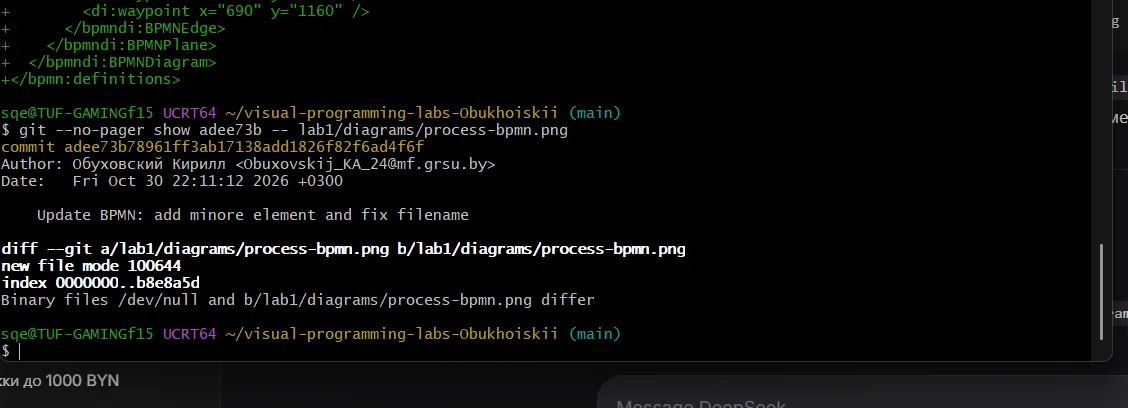 +        <di:waypoint x="690" y="1160" />
+      </bpmndi:BPMNEdge>
+    </bpmndi:BPMNPlane>
+  </bpmndi:BPMNDiagram>
+</bpmn:definitions>
sqe@TUF-GAMINGf15 UCRT64 ~/visual-programming-labs-Obukhoiskii (main)
$ git --no-pager show adee73b -- lab1/diagrams/process-bpmn.png
commit adee73b78961ff3ab17138add1826f82f6ad4f6f
Author: Обуховский Кирилл <Obuxovskij_KA_24@mf.grsu.by>
Date:   Fri Oct 30 22:11:12 2026 +0300
    Update BPMN: add minore element and fix filename
diff --git a/lab1/diagrams/process-bpmn.png b/lab1/diagrams/process-bpmn.png
new file mode 100644
index 0000000..b8e8a5d
Binary files /dev/null and b/lab1/diagrams/process-bpmn.png differ
sqe@TUF-GAMINGf15 UCRT64 ~/visual-programming-labs-Obukhoiskii (main)
$
до 1000 BYN
Message DeepSeek